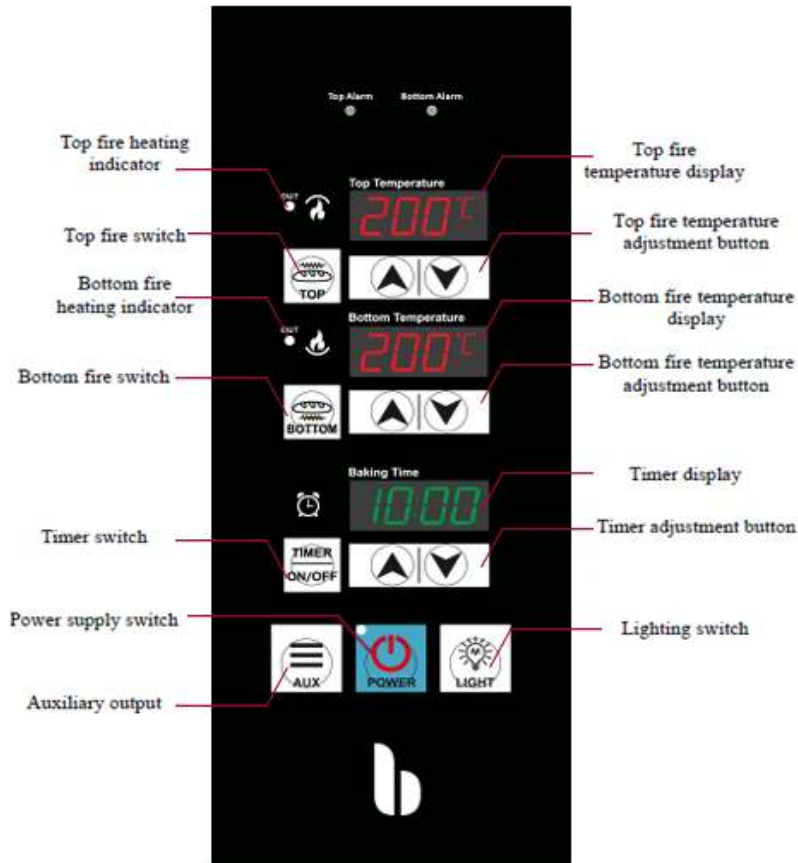 Top Alarm Bottom Alarm
Top fire heating
indicator
Top fire
temperature display
OUT
Top Temperature
200°C
Top fire switch
TOP
Top fire temperature
adjustment button
Bottom fire
heating indicator
OUT
Bottom Temperature
200°C
Bottom fire temperature
display
Bottom fire switch
BOTTOM
Bottom fire temperature
adjustment button
Baking Time
10:00
Timer display
Timer switch
TIMER
ON/OFF
Timer adjustment button
Power supply switch
AUX
POWER
LIGHT
Lighting switch
Auxiliary output
b